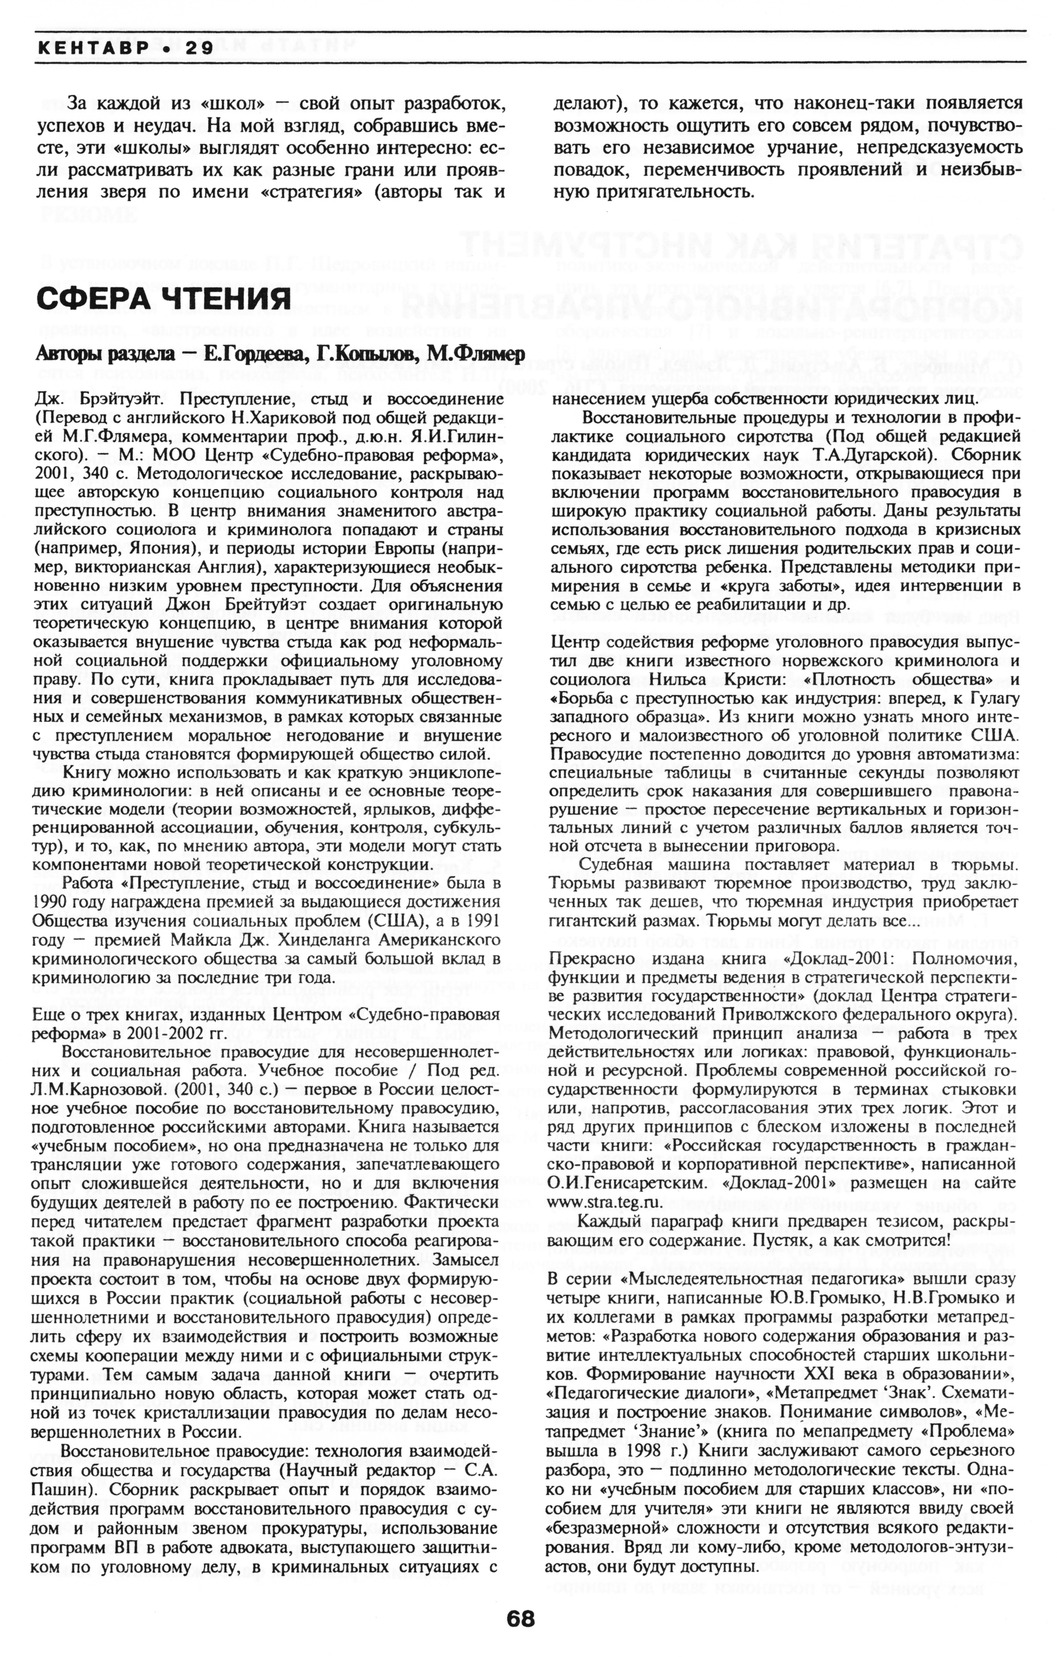 КЕНТАВР • 29
За каждой из «школ» — свой опыт разработок,
успехов и неудач. На мой взгляд, собравшись вме-
сте, эти «школы» выглядят особенно интересно: ес-
ли рассматривать их как разные грани или прояв-
ления зверя по имени «стратегия» (авторы так и
делают), то кажется, что наконец-таки появляется
возможность ощутить его совсем рядом, почувство-
вать его независимое урчание, непредсказуемость
повадок, переменчивость проявлений и неизбыв-
ную притягательность.
СФЕРА ЧТЕНИЯ
Авторы раздела — Е.Гордеева, Г.Копылов, М.Флямер
Дж. Брэйтуэйт. Преступление, стыд и воссоединение
(Перевод с английского Н.Хариковой под общей редакци-
ей М.Г.Флямера, комментарии проф., д.ю.н. Я.И.Гилин-
ского). — М.: МОО Центр «Судебно-правовая реформа»,
2001, 340 с. Методологическое исследование, раскрываю-
щее авторскую концепцию социального контроля над
преступностью. В центр внимания знаменитого австра-
лийского социолога и криминолога попадают и страны
(например, Япония), и периоды истории Европы (напри-
мер, викторианская Англия), характеризующиеся необык-
новенно низким уровнем преступности. Для объяснения
этих ситуаций Джон Брейтуйэт создает оригинальную
теоретическую концепцию, в центре внимания которой
оказывается внушение чувства стыда как род неформаль-
ной социальной поддержки официальному уголовному
праву. По сути, книга прокладывает путь для исследова-
ния и совершенствования коммуникативных обществен-
ных и семейных механизмов, в рамках которых связанные
с преступлением моральное негодование и внушение
чувства стыда становятся формирующей общество силой.
Книгу можно использовать и как краткую энциклопе-
дию криминологии: в ней описаны и ее основные теоре-
тические модели (теории возможностей, ярлыков, диффе-
ренцированной ассоциации, обучения, контроля, субкуль-
тур), и то, как, по мнению автора, эти модели могут стать
компонентами новой теоретической конструкции.
Работа «Преступление, стыд и воссоединение» была в
1990 году награждена премией за выдающиеся достижения
Общества изучения социальных проблем (США), а в 1991
году — премией Майкла Дж. Хинделанга Американского
криминологического общества за самый большой вклад в
криминологию за последние три года.
Еще о трех книгах, изданных Центром «Судебно-правовая
реформа» в 2001-2002 гг.
Восстановительное правосудие для несовершеннолет-
них и социальная работа. Учебное пособие / Под ред.
Л.М.Карнозовой. (2001, 340 с.) — первое в России целост-
ное учебное пособие по восстановительному правосудию,
подготовленное российскими авторами. Книга называется
«учебным пособием», но она предназначена не только для
трансляции уже готового содержания, запечатлевающего
опыт сложившейся деятельности, но и для включения
будущих деятелей в работу по ее построению. Фактически
перед читателем предстает фрагмент разработки проекта
такой практики — восстановительного способа реагирова-
ния на правонарушения несовершеннолетних. Замысел
проекта состоит в том, чтобы на основе двух формирую-
щихся в России практик (социальной работы с несовер-
шеннолетними и восстановительного правосудия) опреде-
лить сферу их взаимодействия и построить возможные
схемы кооперации между ними и с официальными струк-
турами. Тем самым задача данной книги — очертить
принципиально новую область, которая может стать од-
ной из точек кристаллизации правосудия по делам несо-
вершеннолетних в России.
Восстановительное правосудие: технология взаимодей-
ствия общества и государства (Научный редактор — С.А.
Пашин). Сборник раскрывает опыт и порядок взаимо-
действия программ восстановительного правосудия с су-
дом и районным звеном прокуратуры, использование
программ ВП в работе адвоката, выступающего защитни-
ком по уголовному делу, в криминальных ситуациях с
нанесением ущерба собственности юридических лиц.
Восстановительные процедуры и технологии в профи-
лактике социального сиротства (Под общей редакцией
кандидата юридических наук Т.А.Дугарской). Сборник
показывает некоторые возможности, открывающиеся при
включении программ восстановительного правосудия в
широкую практику социальной работы. Даны результаты
использования восстановительного подхода в кризисных
семьях, где есть риск лишения родительских прав и соци-
ального сиротства ребенка. Представлены методики при-
мирения в семье и «круга заботы», идея интервенции в
семью с целью ее реабилитации и др.
Центр содействия реформе уголовного правосудия выпус-
тил две книги известного норвежского криминолога и
социолога Нильса Кристи: «Плотность общества» и
«Борьба с преступностью как индустрия: вперед, к Гулагу
западного образца». Из книги можно узнать много инте-
ресного и малоизвестного об уголовной политике США.
Правосудие постепенно доводится до уровня автоматизма:
специальные таблицы в считанные секунды позволяют
определить срок наказания для совершившего правона-
рушение — простое пересечение вертикальных и горизон-
тальных линий с учетом различных баллов является точ-
ной отсчета в вынесении приговора.
Судебная машина поставляет материал в тюрьмы.
Тюрьмы развивают тюремное производство, труд заклю-
ченных так дешев, что тюремная индустрия приобретает
гигантский размах. Тюрьмы могут делать все...
Прекрасно издана книга «Доклад-2001: Полномочия,
функции и предметы ведения в стратегической перспекти-
ве развития государственности» (доклад Центра стратеги-
ческих исследований Приволжского федерального округа).
Методологический принцип анализа — работа в трех
действительностях или логиках: правовой, функциональ-
ной и ресурсной. Проблемы современной российской го-
сударственности формулируются в терминах стыковки
или, напротив, рассогласования этих трех логик. Этот и
ряд других принципов с блеском изложены в последней
части книги: «Российская государственность в граждан-
ско-правовой и корпоративной перспективе», написанной
О.И.Генисаретским. «Доклад-2001» размещен на сайте
www.stra.teg.ru.
Каждый параграф книги предварен тезисом, раскры-
вающим его содержание. Пустяк, а как смотрится!
В серии «Мыследеятельностная педагогика» вышли сразу
четыре книги, написанные Ю.В.Громыко, Н.В.Громыко и
их коллегами в рамках программы разработки метапред-
метов: «Разработка нового содержания образования и раз-
витие интеллектуальных способностей старших школьни-
ков. Формирование научности XXI века в образовании»,
«Педагогические диалоги», «Метапредмет ‘Знак’. Схемати-
зация и построение знаков. Понимание символов», «Ме-
тапредмет ‘Знание’» (книга по мепапредмету «Проблема»
вышла в 1998 г.) Книги заслуживают самого серьезного
разбора, это — подлинно методологические тексты. Одна-
ко ни «учебным пособием для старших классов», ни «по-
собием для учителя» эти книги не являются ввиду своей
«безразмерной» сложности и отсутствия всякого редакти-
рования. Вряд ли кому-либо, кроме методологов-энтузи-
астов, они будут доступны.
68